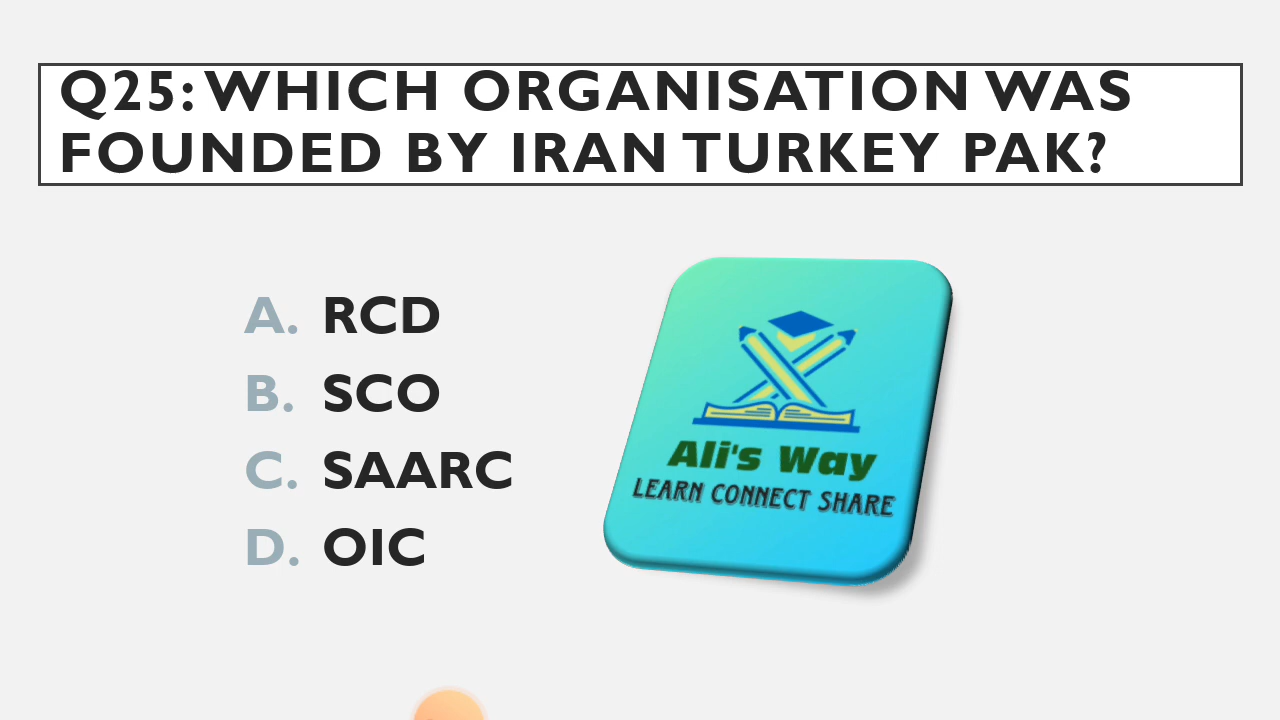 Q25: WHICH ORGANISATION WAS
FOUNDED BY IRAN TURKEY PAK?
A. RCD
B. SCO
C. SAARC
D. OIC
Ali's Way
LEARN CONNECT SHARE